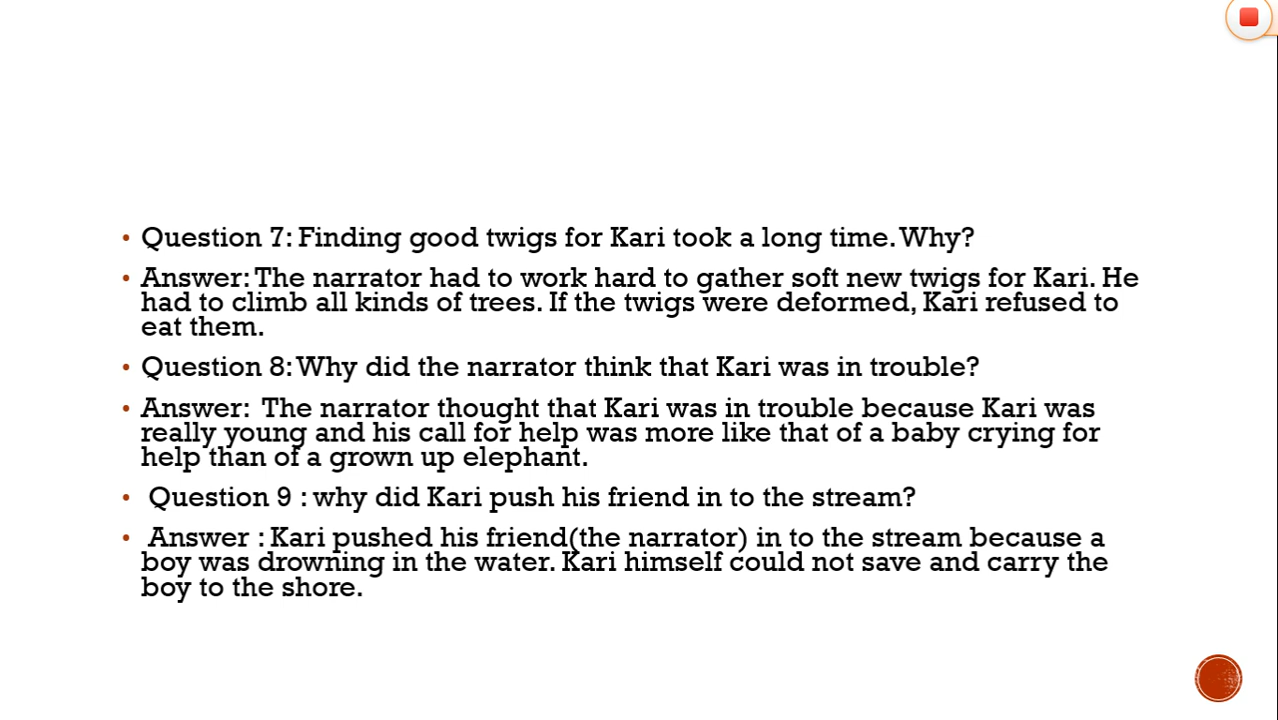 • Question 7: Finding good twigs for Kari took a long time. Why?
• Answer: The narrator had to work hard to gather soft new twigs for Kari. He
had to climb all kinds of trees. If the twigs were deformed, Kari refused to
eat them.
• Question 8: Why did the narrator think that Kari was in trouble?
• Answer:  The narrator thought that Kari was in trouble because Kari was
really young and his call for help was more like that of a baby crying for
help than of a grown up elephant.
• Question 9 : why did Kari push his friend in to the stream?
• Answer : Kari pushed his friend(the narrator) in to the stream because a
boy was drowning in the water. Kari himself could not save and carry the
boy to the shore.